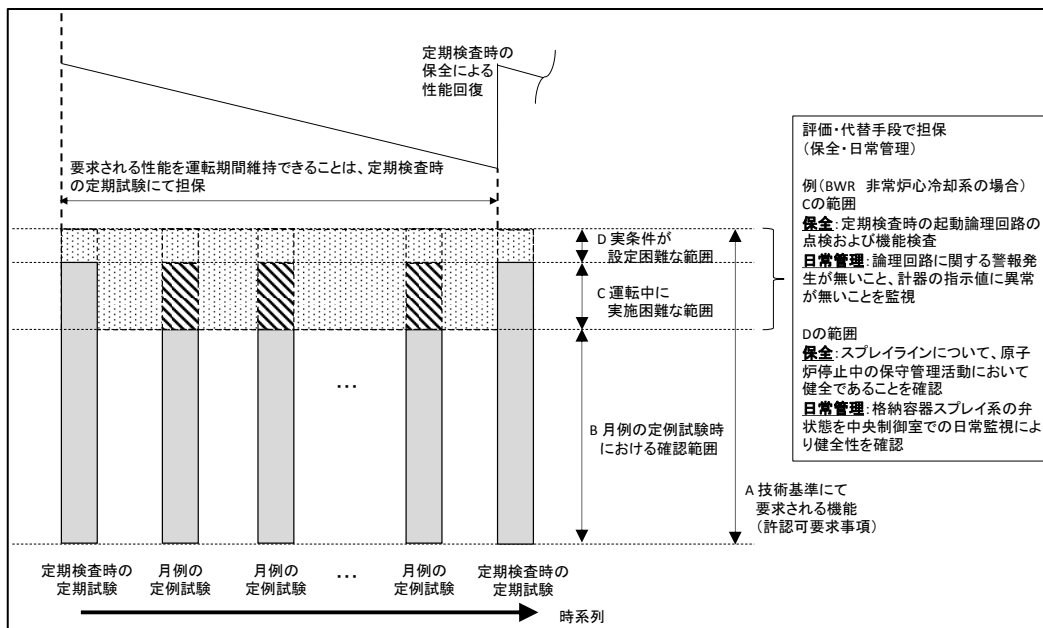 定期検査時の
保全による
性能回復
要求される性能を運転期間維持できることは、定期検査時
の定期試験にて担保
D 実条件が
設定困難な範囲
C 運転中に
実施困難な範囲
…
B 月例の定例試験時
における確認範囲
A 技術基準にて
要求される機能
（許認可要求事項）
評価・代替手段で担保
（保全・日常管理）
例（BWR 非常炉心冷却系の場合）
Cの範囲
保全：定期検査時の起動論理回路の
点検および機能検査
日常管理：論理回路に関する警報発
生が無いこと、計器の指示値に異常
が無いことを監視
Dの範囲
保全：スプレイラインについて、原子
炉停止中の保守管理活動において
健全であることを確認
日常管理：格納容器スプレイ系の弁
状態を中央制御室での日常監視によ
り健全性を確認
定期検査時の
定期試験
月例の
定例試験
月例の
定例試験
…
月例の
定例試験
定期検査時の
定期試験
時系列